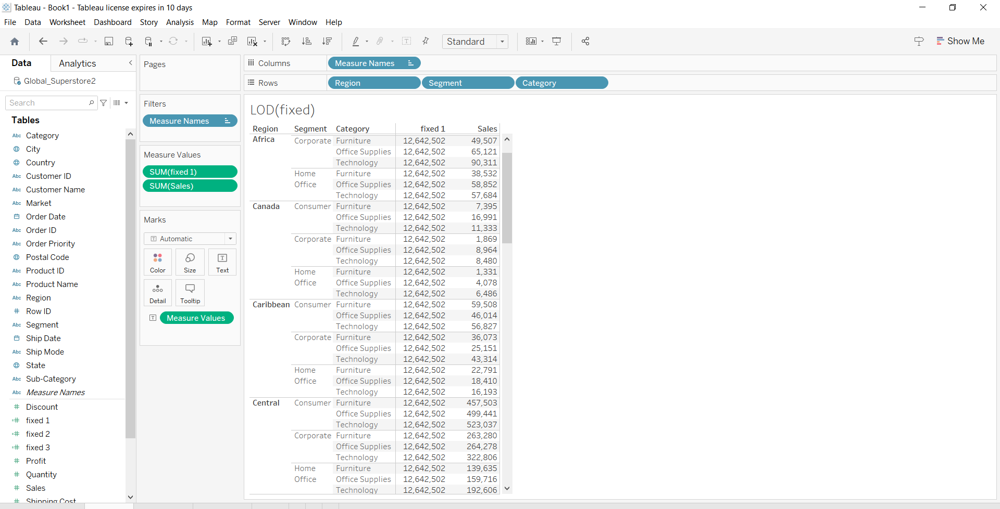 Tableau - Book1 - Tableau license expires in 10 days
File Data Worksheet Dashboard Story Analysis Map Format Server Window Help
Standard
Show Me
Data Analytics
Global_Superstore2
Search
Tables
Abc Category
City
Country
Abc Customer ID
Abc Customer Name
Abc Market
Order Date
Abc Order ID
Abc Order Priority
Postal Code
Abc Product ID
Abc Product Name
Abc Region
# Row ID
Abc Segment
Ship Date
Abc Ship Mode
State
Abc Sub-Category
Abc Measure Names
# Discount
=# fixed 1
=# fixed 2
=# fixed 3
# Profit
# Quantity
# Sales
# Shipping Cost
Pages
Filters
Measure Names
Measure Values
SUM(fixed 1)
SUM(Sales)
Marks
T Automatic
Color Size Text
Detail Tooltip
T Measure Values
Columns Measure Names
Rows Region Segment Category
LOD(fixed)
Region Segment Category fixed 1 Sales
Africa Corporate Furniture 12,642,502 49,507
Office Supplies 12,642,502 65,121
Technology 12,642,502 90,311
Home Furniture 12,642,502 38,532
Office Office Supplies 12,642,502 58,852
Technology 12,642,502 57,684
Canada Consumer Furniture 12,642,502 7,395
Office Supplies 12,642,502 16,991
Technology 12,642,502 11,333
Corporate Furniture 12,642,502 1,869
Office Supplies 12,642,502 8,964
Technology 12,642,502 8,480
Home Furniture 12,642,502 1,331
Office Office Supplies 12,642,502 4,078
Technology 12,642,502 6,486
Caribbean Consumer Furniture 12,642,502 59,508
Office Supplies 12,642,502 46,014
Technology 12,642,502 56,827
Corporate Furniture 12,642,502 36,073
Office Supplies 12,642,502 25,151
Technology 12,642,502 43,314
Home Furniture 12,642,502 22,791
Office Office Supplies 12,642,502 18,410
Technology 12,642,502 16,193
Central Consumer Furniture 12,642,502 457,503
Office Supplies 12,642,502 499,441
Technology 12,642,502 523,037
Corporate Furniture 12,642,502 263,280
Office Supplies 12,642,502 264,278
Technology 12,642,502 322,806
Home Furniture 12,642,502 139,635
Office Office Supplies 12,642,502 159,716
Technology 12,642,502 192,606